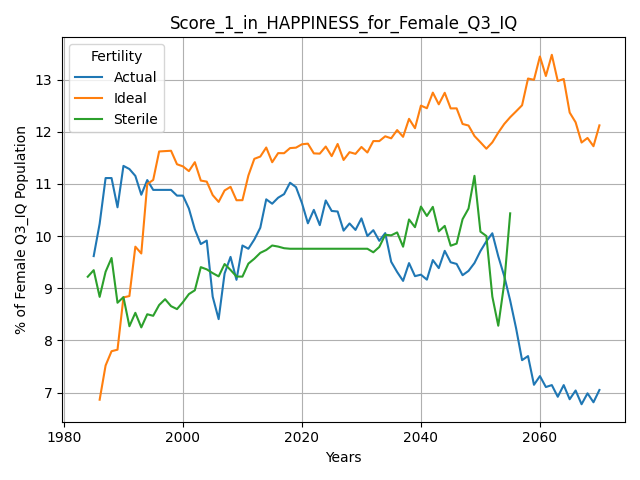 Score_1_in_HAPPINESS_for_Female_Q3_IQ
Fertility
Actual
Ideal
Sterile
% of Female Q3_IQ Population
13
12
11
10
9
8
7
1980
2000
2020
2040
2060
Years